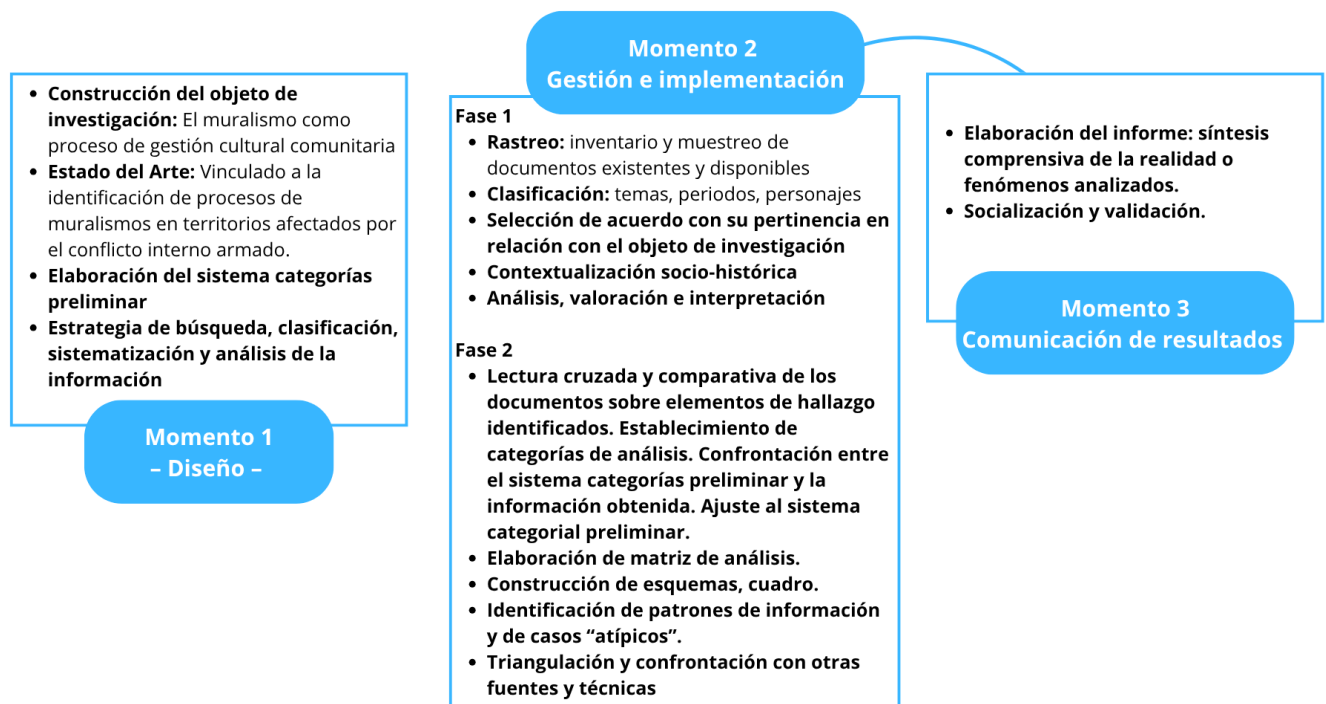 • Construcción del objeto de
investigación: El muralismo como
proceso de gestión cultural comunitaria
• Estado del Arte: Vinculado a la
identificación de procesos de
muralismos en territorios afectados por
el conflicto interno armado.
• Elaboración del sistema categorías
preliminar
• Estrategia de búsqueda, clasificación,
sistematización y análisis de la
información
Momento 1
– Diseño –
Momento 2
Gestión e implementación
Fase 1
• Rastreo: inventario y muestreo de
documentos existentes y disponibles
• Clasificación: temas, periodos, personajes
• Selección de acuerdo con su pertinencia en
relación con el objeto de investigación
• Contextualización socio-histórica
• Análisis, valoración e interpretación
Fase 2
• Lectura cruzada y comparativa de los
documentos sobre elementos de hallazgo
identificados. Establecimiento de
categorías de análisis. Confrontación entre
el sistema categorías preliminar y la
información obtenida. Ajuste al sistema
categorial preliminar.
• Elaboración de matriz de análisis.
• Construcción de esquemas, cuadro.
• Identificación de patrones de información
y de casos “atípicos”.
• Triangulación y confrontación con otras
fuentes y técnicas
• Elaboración del informe: síntesis
comprensiva de la realidad o
fenómenos analizados.
• Socialización y validación.
Momento 3
Comunicación de resultados